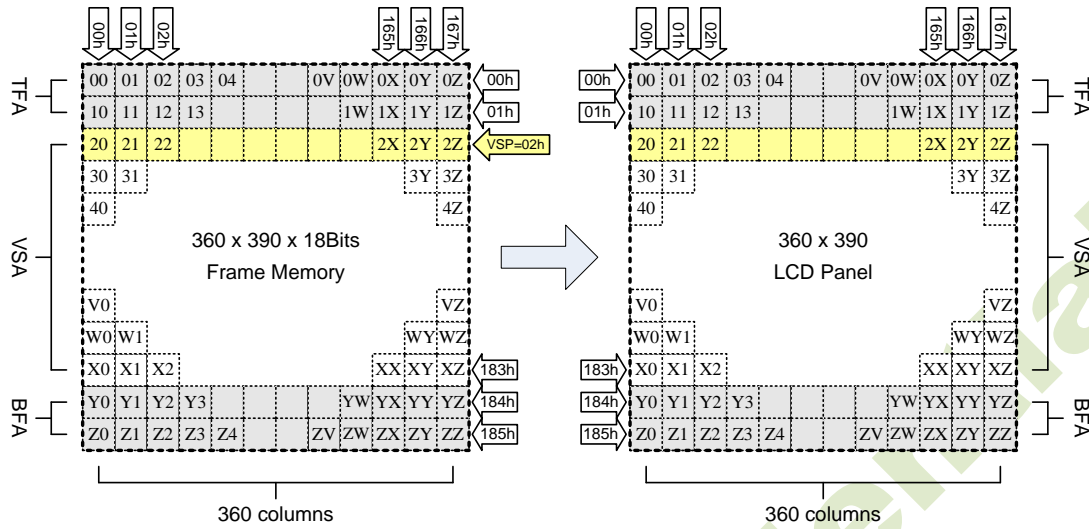 00h 01h 02h 165h 166h 167h 00h 01h 02h 165h 166h 167h
TFA 00 01 02 03 04 0V 0W 0X 0Y 0Z 00h 00h 00 01 02 03 04 0V 0W 0X 0Y 0Z TFA
10 11 12 13 1W 1X 1Y 1Z 01h 01h 10 11 12 13 1W 1X 1Y 1Z
20 21 22 2X 2Y 2Z VSP=02h 20 21 22 2X 2Y 2Z
30 31 3Y 3Z 30 31 3Y 3Z
40 4Z 40 4Z
VSA 360 x 390 x 18Bits 360 x 390 VSA
Frame Memory LCD Panel
V0 VZ V0 VZ
W0 W1 WY WZ W0 W1 WY WZ
X0 X1 X2 XX XY XZ 183h 183h X0 X1 X2 XX XY XZ
BFA Y0 Y1 Y2 Y3 YW YX YY YZ 184h 184h Y0 Y1 Y2 Y3 YW YX YY YZ BFA
Z0 Z1 Z2 Z3 Z4 ZV ZW ZX ZY ZZ 185h 185h Z0 Z1 Z2 Z3 Z4 ZV ZW ZX ZY ZZ
360 columns 360 columns